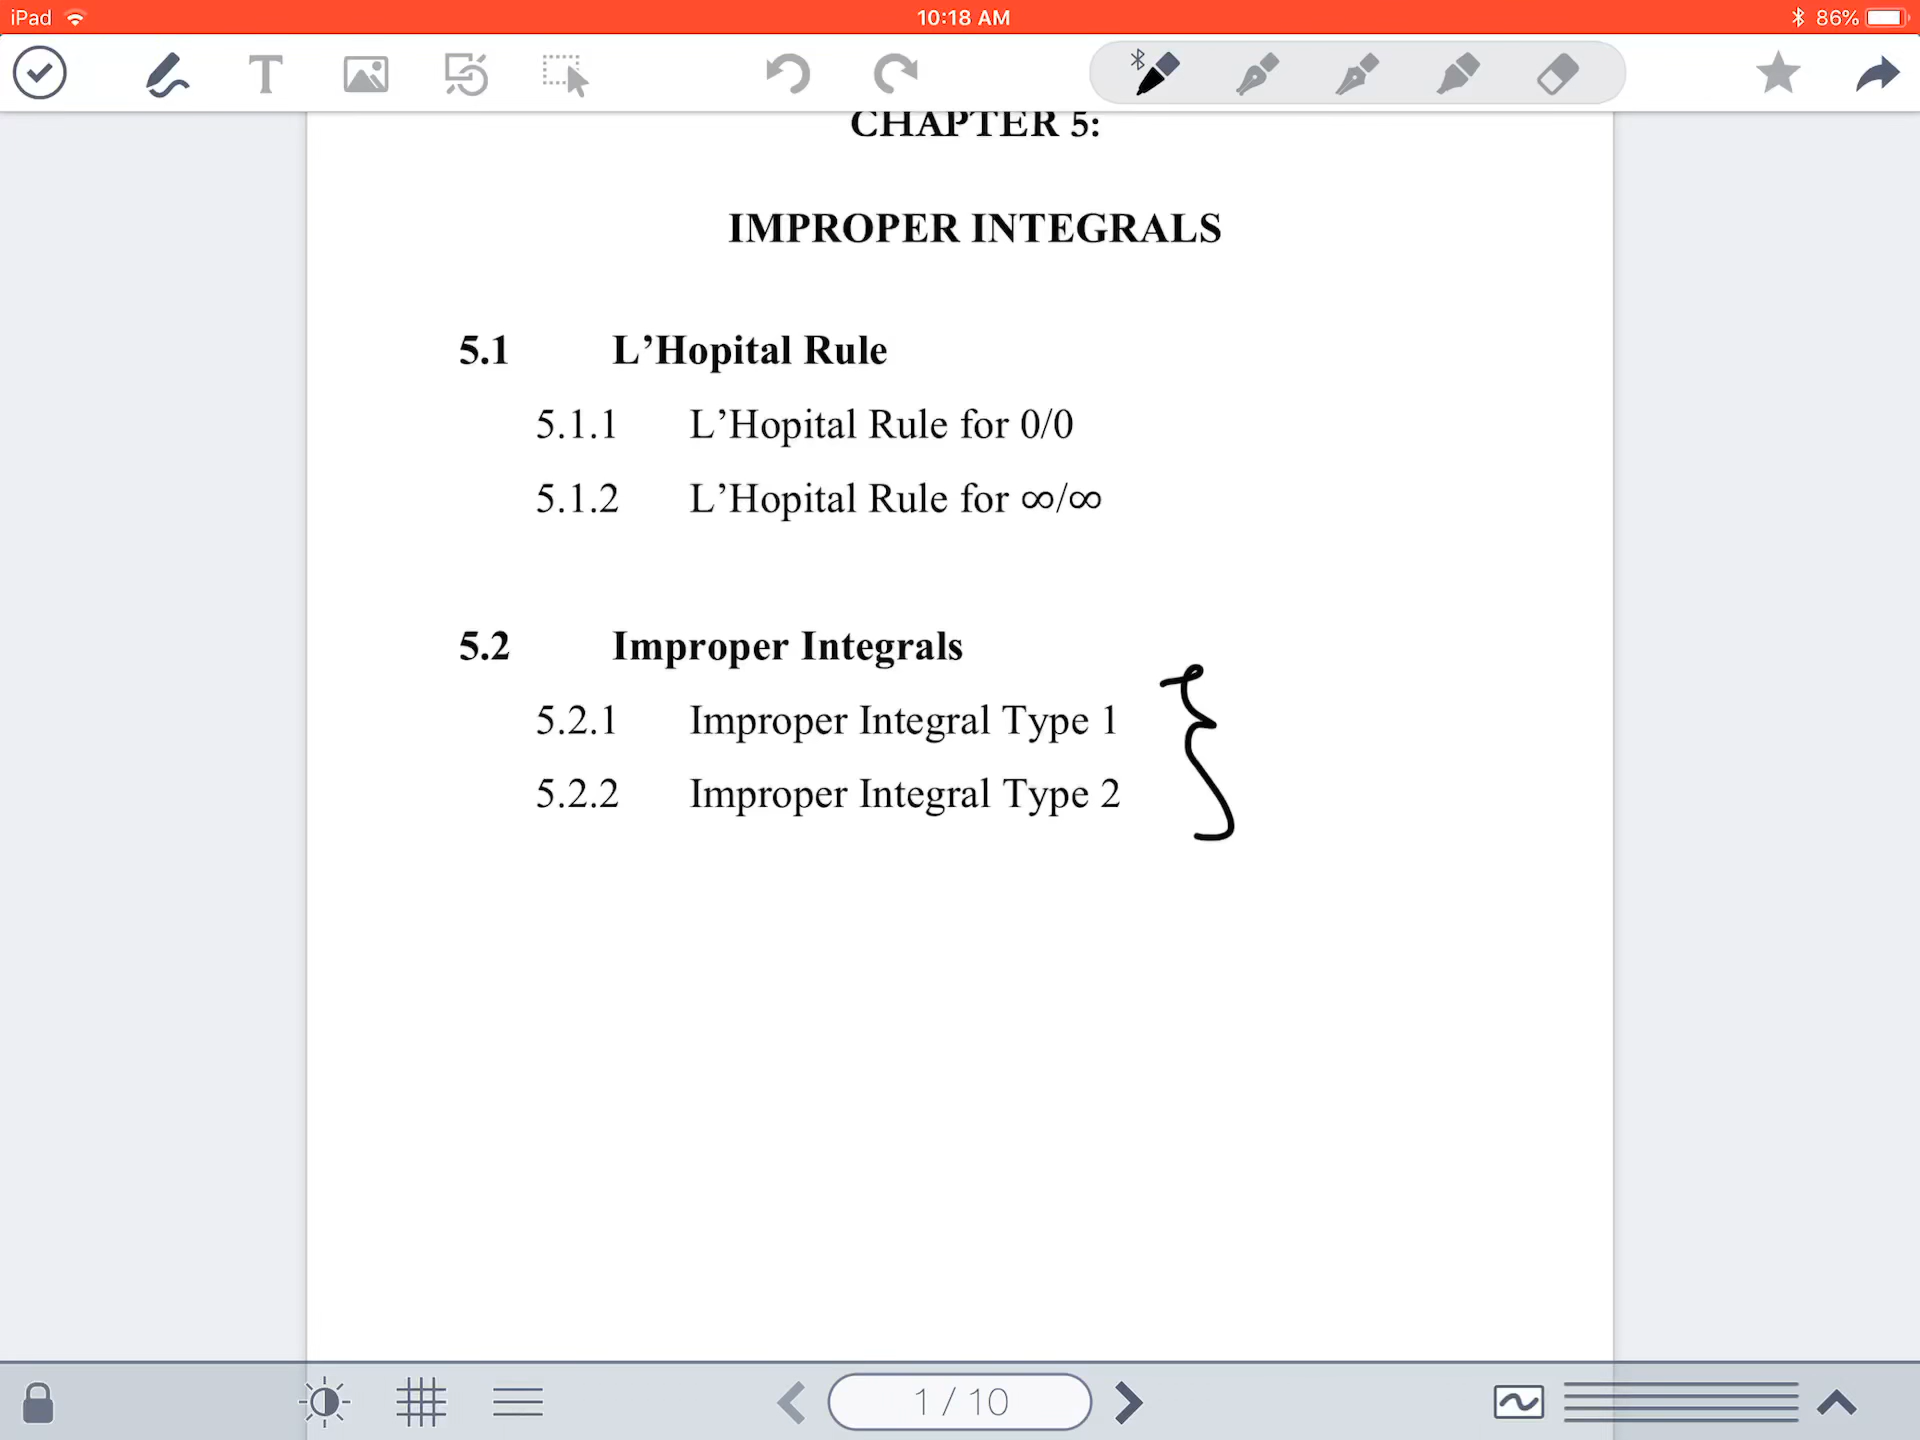 iPad 10:18 AM 86%
T
CHAPTER 5:
IMPROPER INTEGRALS
5.1 L’Hopital Rule
5.1.1 L’Hopital Rule for 0/0
5.1.2 L’Hopital Rule for ∞/∞
5.2 Improper Integrals
5.2.1 Improper Integral Type 1
5.2.2 Improper Integral Type 2
1 / 10